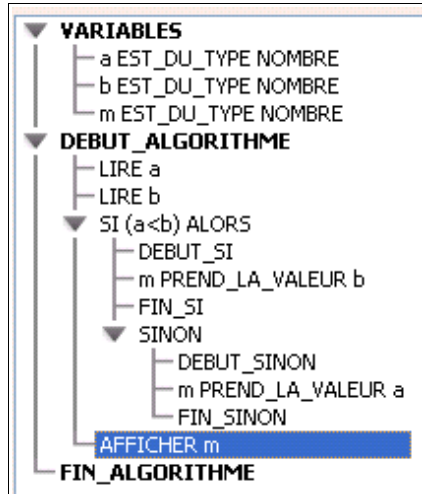 VARIABLES
a EST_DU_TYPE NOMBRE
b EST_DU_TYPE NOMBRE
m EST_DU_TYPE NOMBRE
DEBUT_ALGORITHME
LIRE a
LIRE b
SI (a<b) ALORS
DEBUT_SI
m PREND_LA_VALEUR b
FIN_SI
SINON
DEBUT_SINON
m PREND_LA_VALEUR a
FIN_SINON
AFFICHER m
FIN_ALGORITHME